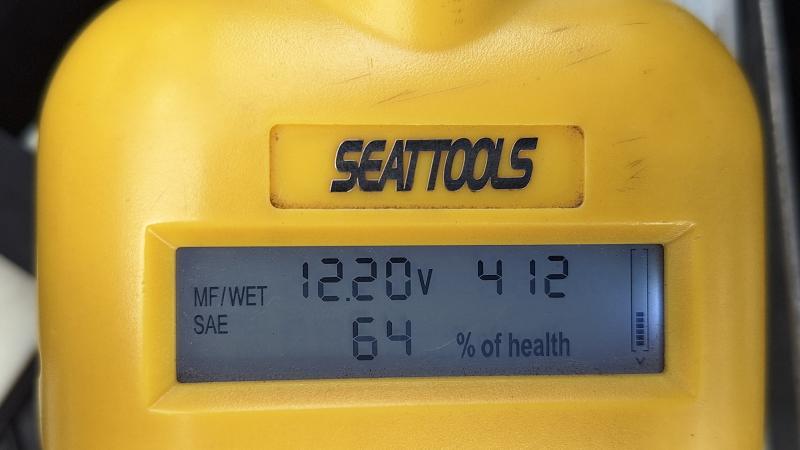 SEATTOOLS
MF/WET 12.20V 412
SAE 64 % of health